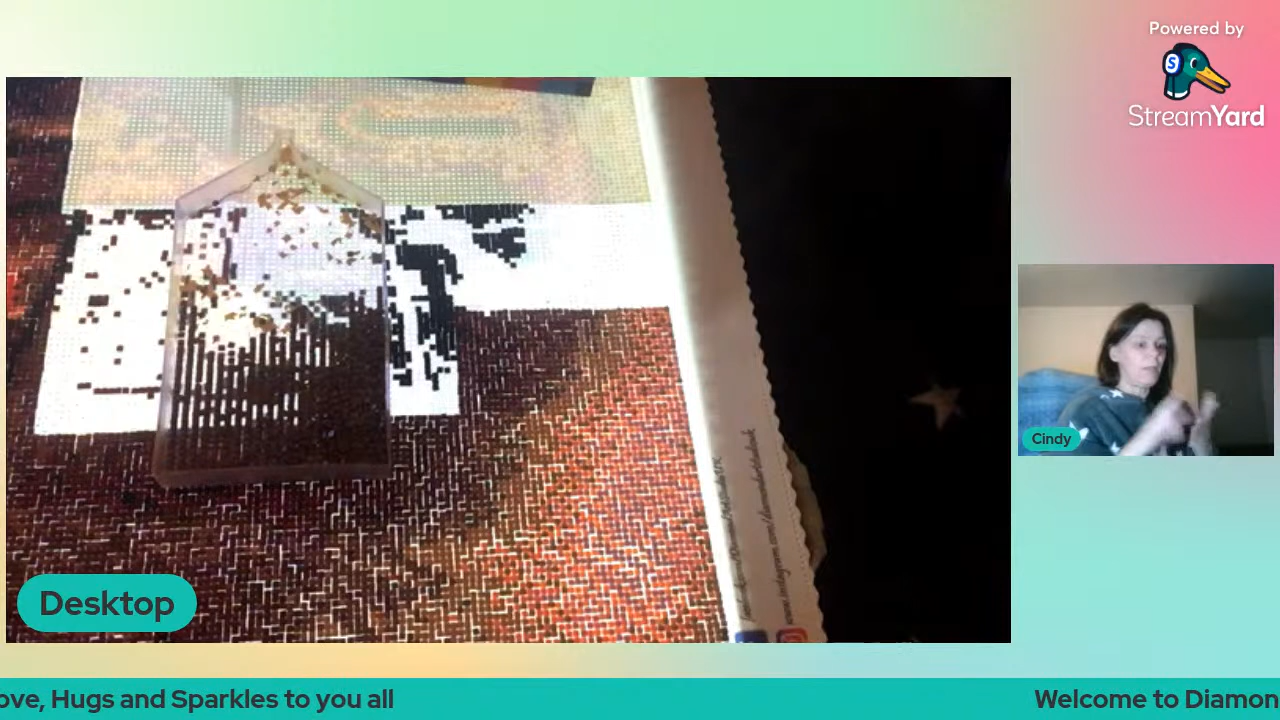 Powered by
StreamYard
Cindy
Desktop
ove, Hugs and Sparkles to you all
Welcome to Diamon